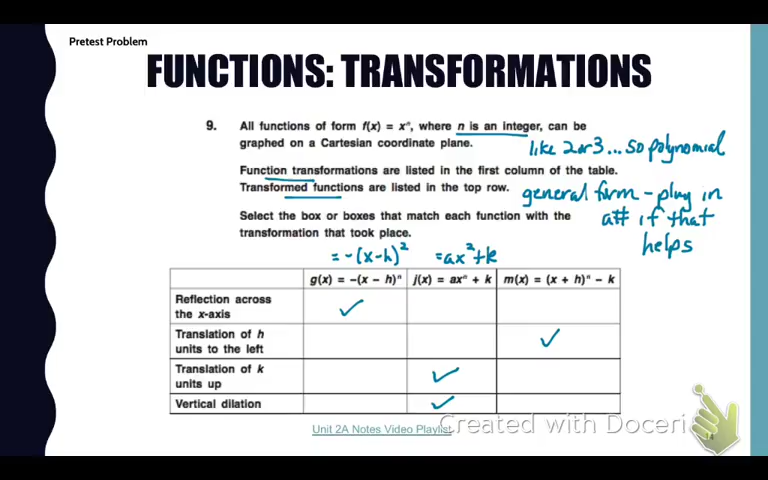 Pretest Problem
FUNCTIONS: TRANSFORMATIONS
9. All functions of form f(x) = xⁿ, where n is an integer, can be
graphed on a Cartesian coordinate plane.
like 2 or 3... so polynomial
Function transformations are listed in the first column of the table.
Transformed functions are listed in the top row.
general form - plug in
a # if that
helps
Select the box or boxes that match each function with the
transformation that took place.
= -(x-h)² = ax²+k
g(x) = -(x - h)ⁿ j(x) = axⁿ + k m(x) = (x + h)ⁿ - k
Reflection across
the x-axis ✓
Translation of h
units to the left ✓
Translation of k
units up ✓
Vertical dilation ✓
Unit 2A Notes Video Playlist
Created with Doceri
14